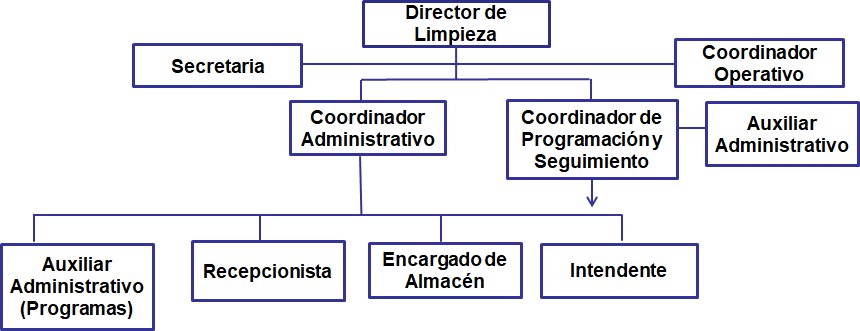 Director de
Limpieza
Secretaria
Coordinador
Operativo
Coordinador
Administrativo
Coordinador de
Programación y
Seguimiento
Auxiliar
Administrativo
Auxiliar
Administrativo
(Programas)
Recepcionista
Encargado de
Almacén
Intendente